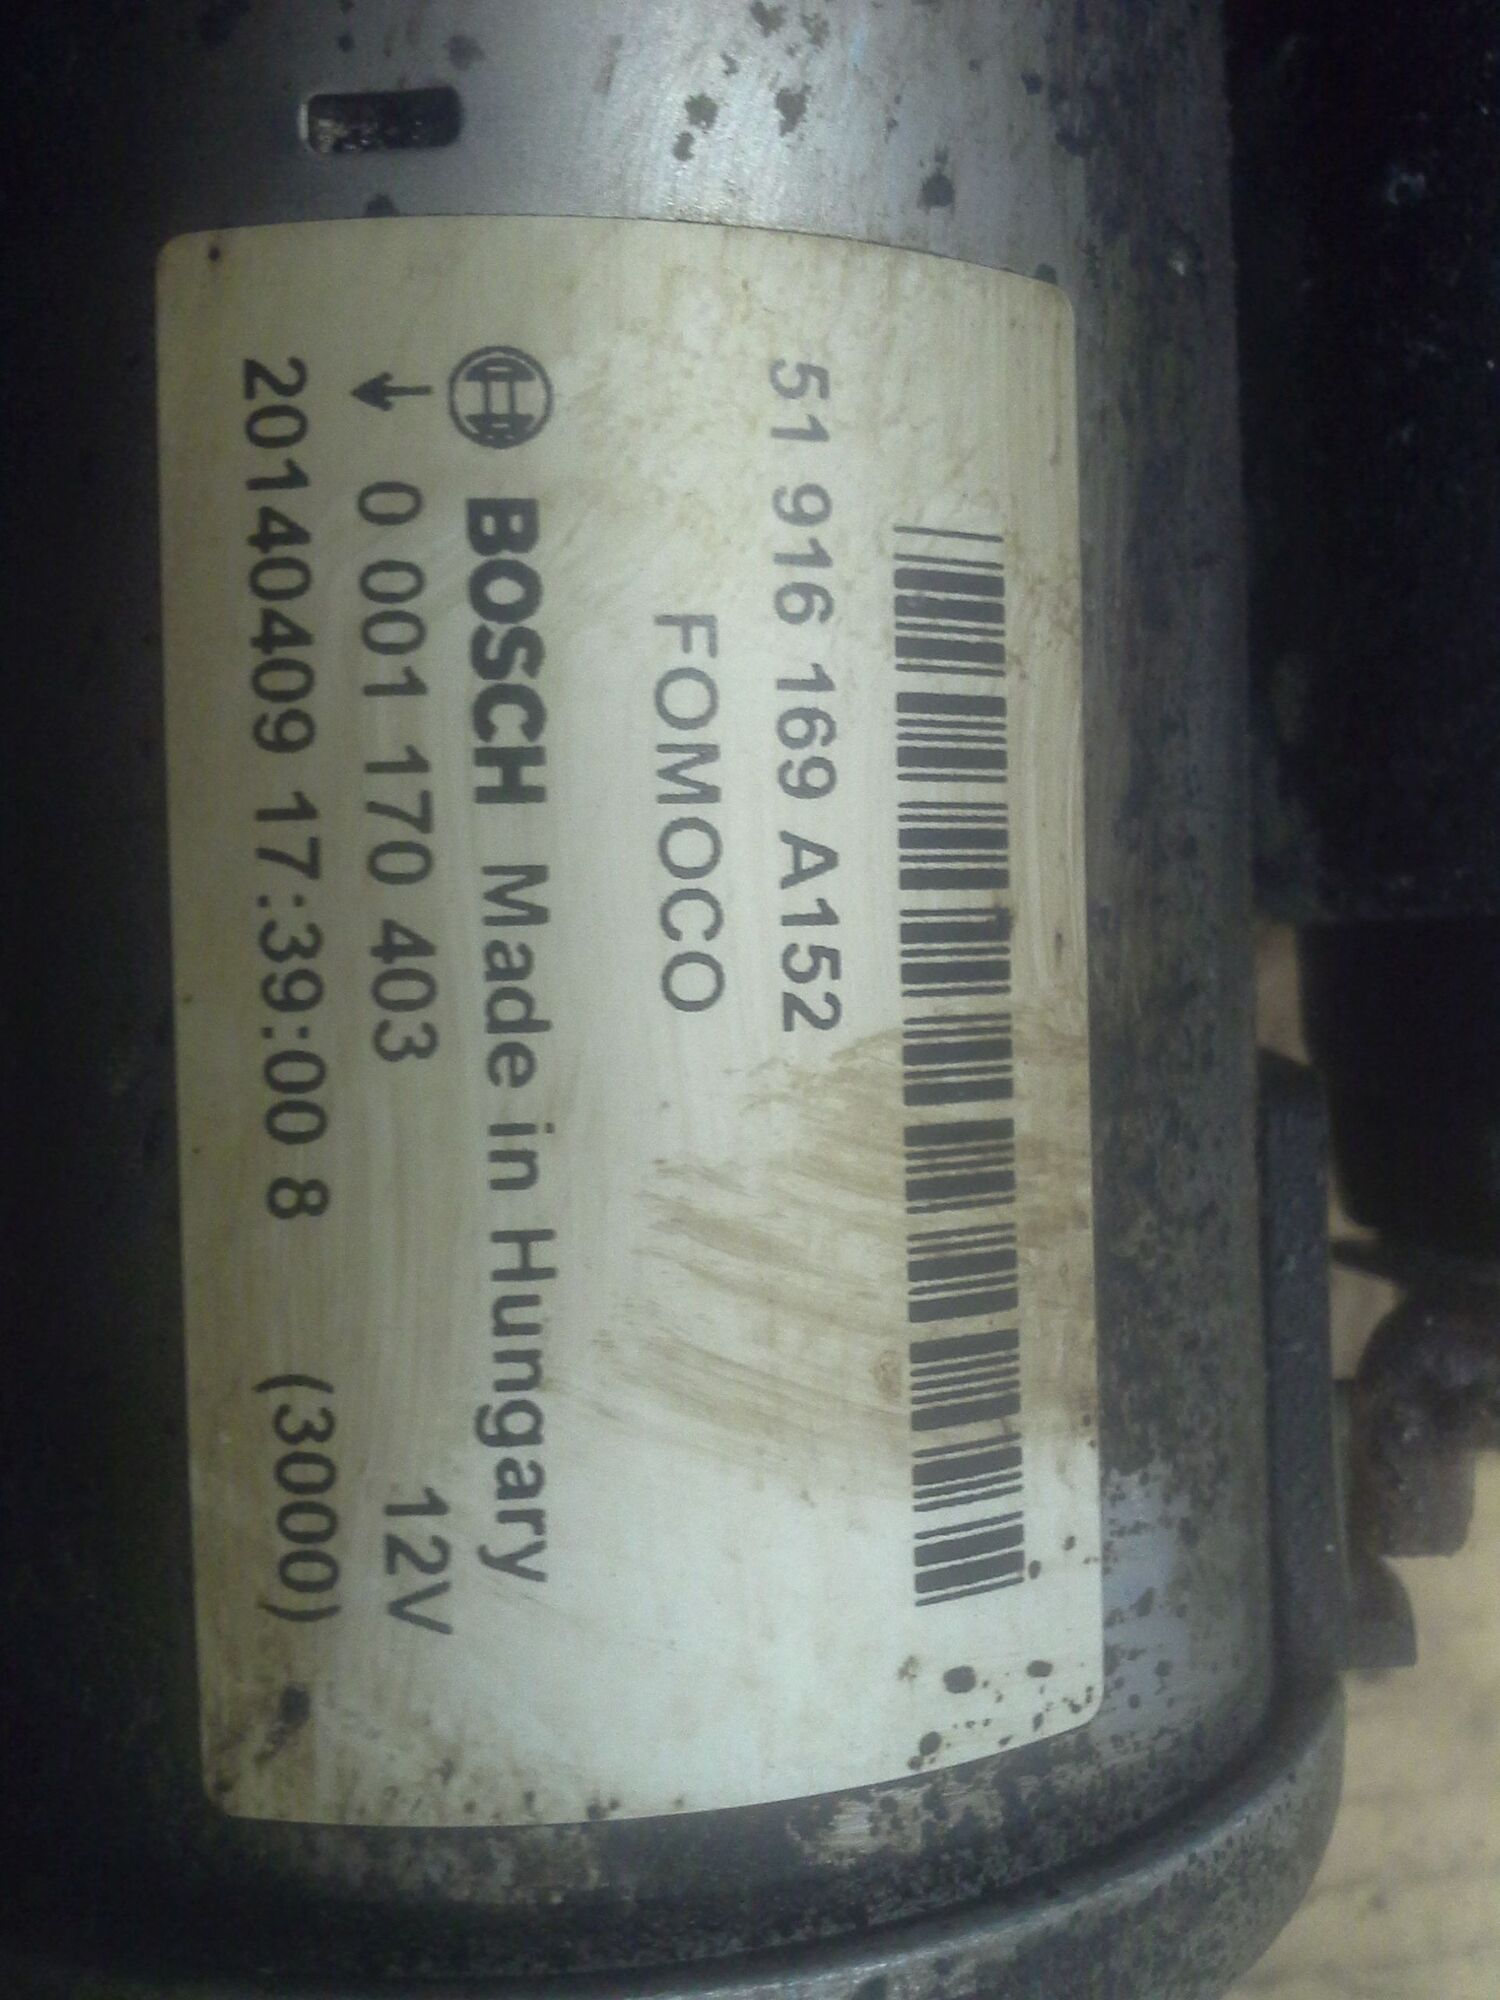 51 916 169 A152
FOMOCO
BOSCH Made in Hungary
0 001 170 403 12V
20140409 17:39:00 8 (3000)